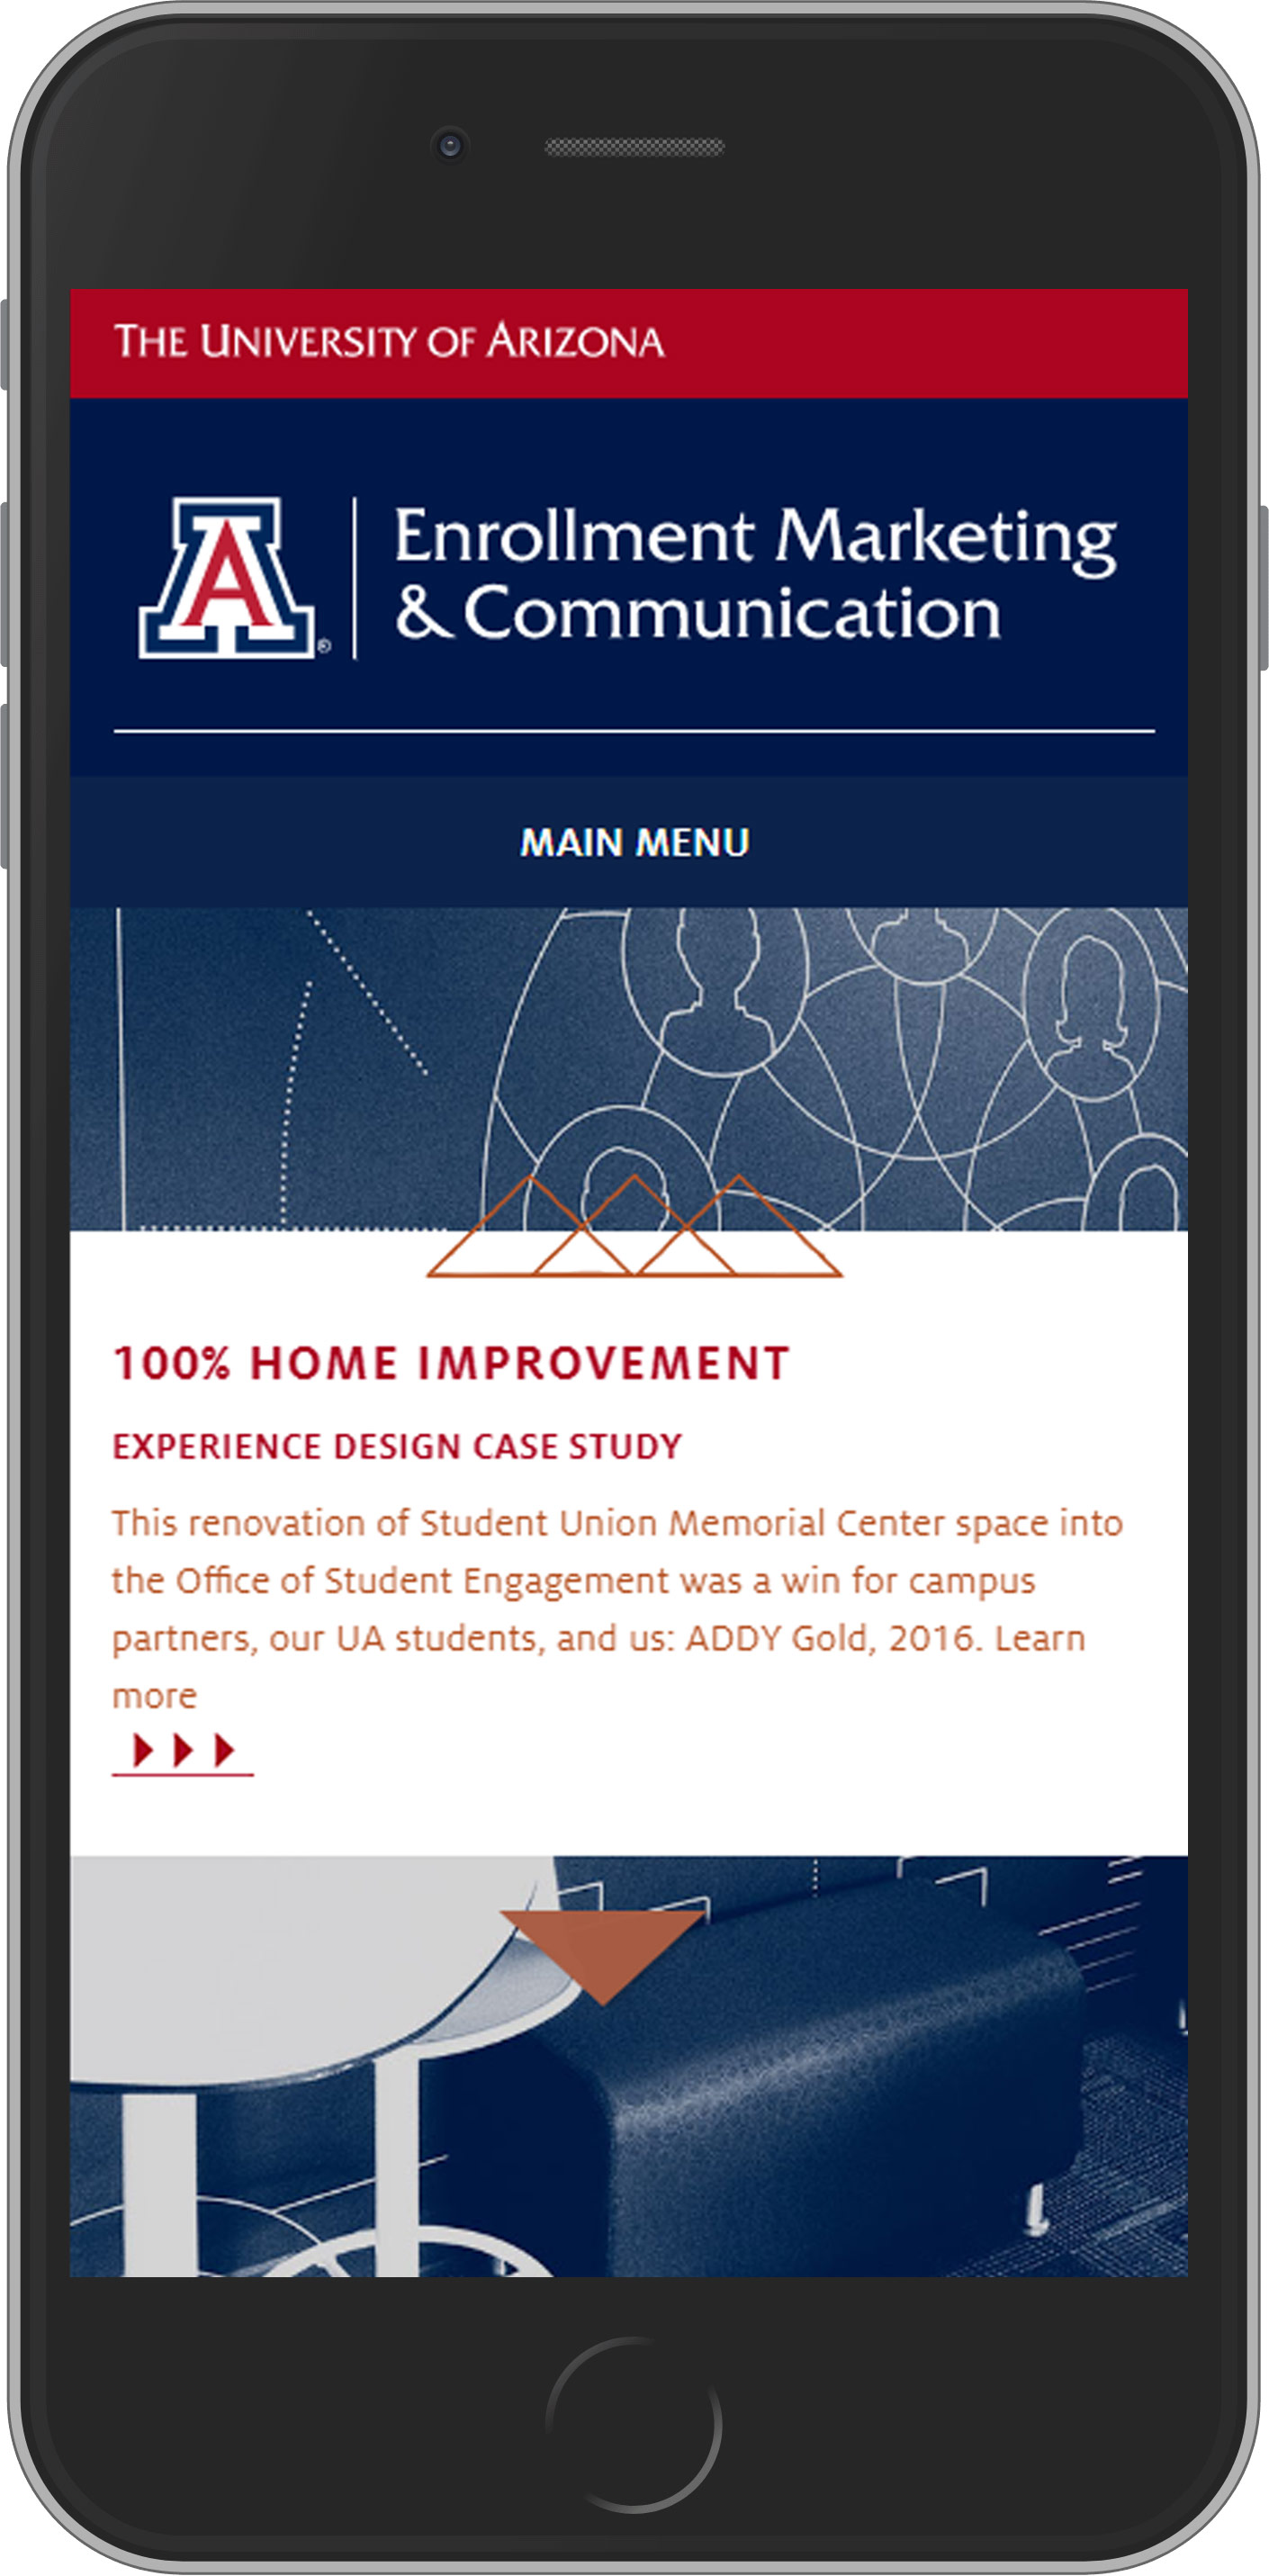 THE UNIVERSITY OF ARIZONA
A®
Enrollment Marketing
& Communication
MAIN MENU
100% HOME IMPROVEMENT
EXPERIENCE DESIGN CASE STUDY
This renovation of Student Union Memorial Center space into
the Office of Student Engagement was a win for campus
partners, our UA students, and us: ADDY Gold, 2016. Learn
more